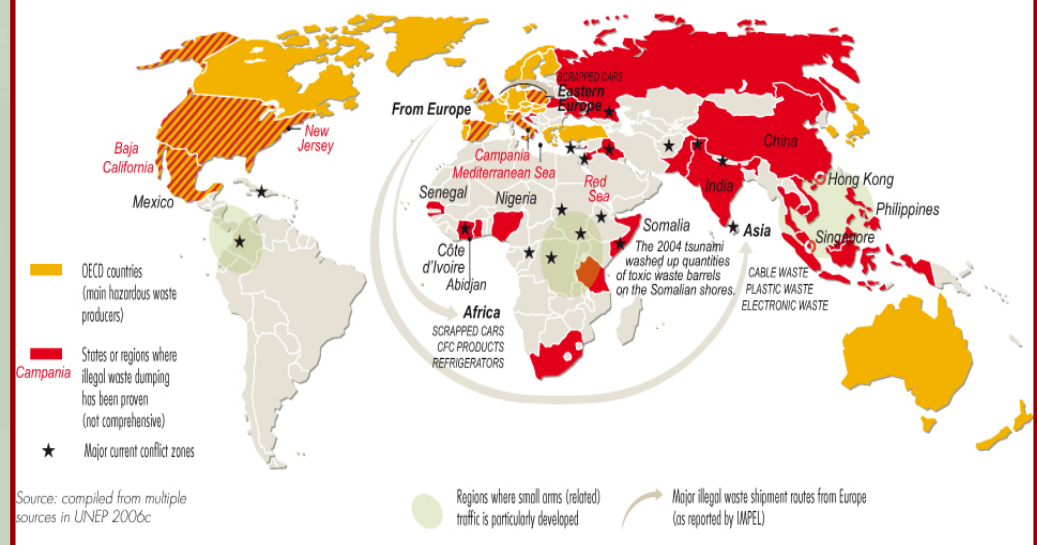 SCRAPPED CARS
Eastern
Europe
From Europe
New
Jersey
Baja
California
Mexico
Campania
Mediterranean Sea
Red
Sea
China
Hong Kong
India
Philippines
Senegal
Nigeria
Somalia
Asia
Singapore
The 2004 tsunami
washed up quantities
of toxic waste barrels
on the Somalian shores.
CABLE WASTE
PLASTIC WASTE
ELECTRONIC WASTE
Côte
d'Ivoire
Abidjan
Africa
SCRAPPED CARS
CFC PRODUCTS
REFRIGERATORS
OECD countries
(main hazardous waste
producers)
Campania
States or regions where
illegal waste dumping
has been proven
(not comprehensive)
Major current conflict zones
Source: compiled from multiple
sources in UNEP 2006c
Regions where small arms (related)
traffic is particularly developed
Major illegal waste shipment routes from Europe
(as reported by IMPEL)